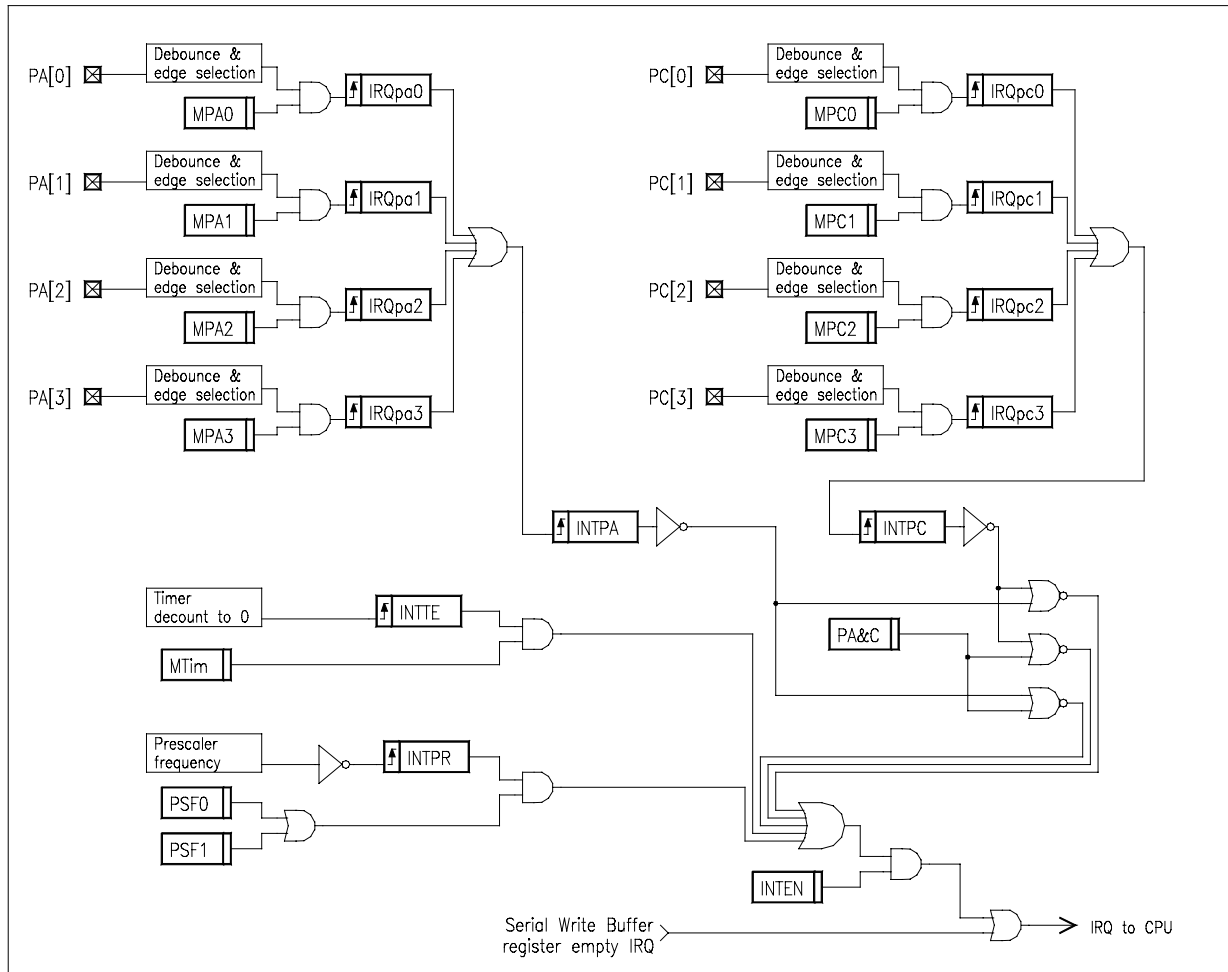 PA[0]
Debounce &
edge selection
MPA0
IRQpa0
PA[1]
Debounce &
edge selection
MPA1
IRQpa1
PA[2]
Debounce &
edge selection
MPA2
IRQpa2
PA[3]
Debounce &
edge selection
MPA3
IRQpa3
PC[0]
Debounce &
edge selection
MPC0
IRQpc0
PC[1]
Debounce &
edge selection
MPC1
IRQpc1
PC[2]
Debounce &
edge selection
MPC2
IRQpc2
PC[3]
Debounce &
edge selection
MPC3
IRQpc3
INTPA
INTPC
Timer
decount to 0
INTTE
MTim
PA&C
Prescaler
frequency
INTPR
PSF0
PSF1
INTEN
Serial Write Buffer
register empty IRQ
IRQ to CPU